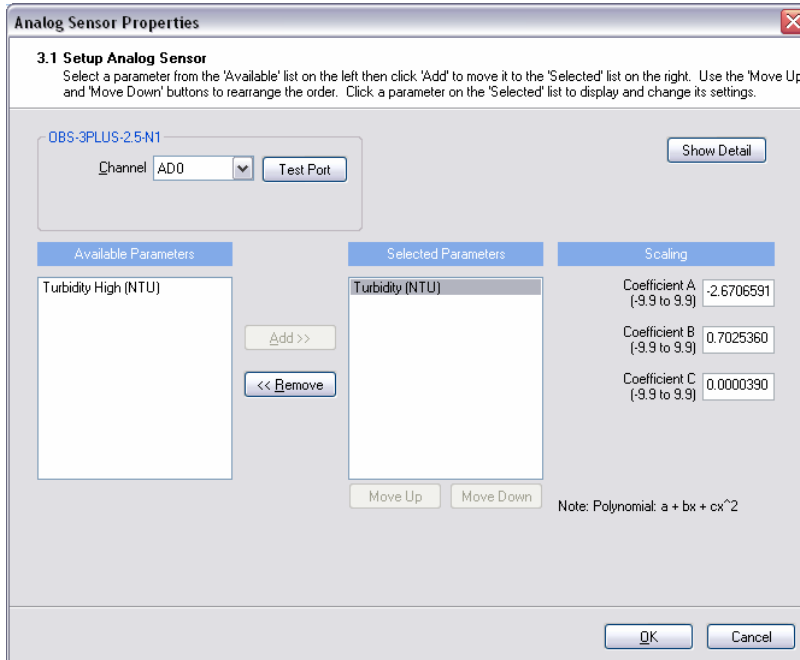 Analog Sensor Properties
3.1 Setup Analog Sensor
Select a parameter from the 'Available' list on the left then click 'Add' to move it to the 'Selected' list on the right. Use the 'Move Up
and 'Move Down' buttons to rearrange the order. Click a parameter on the 'Selected' list to display and change its settings.
OBS-3PLUS-2.5-N1
Channel AD0 Test Port
Show Detail
Available Parameters
Turbidity High (NTU)
Add >>
<< Remove
Selected Parameters
Turbidity (NTU)
Move Up Move Down
Scaling
Coefficient A
(-9.9 to 9.9) -2.6706591
Coefficient B
(-9.9 to 9.9) 0.7025360
Coefficient C
(-9.9 to 9.9) 0.0000390
Note: Polynomial: a + bx + cx^2
OK Cancel